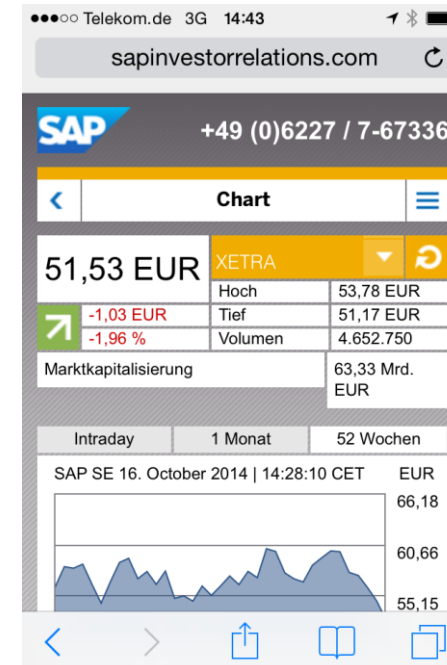 Telekom.de 3G 14:43
sapinvestorrelations.com
SAP +49 (0)6227 / 7-67336
Chart
51,53 EUR
XETRA
Hoch 53,78 EUR
-1,03 EUR
Tief 51,17 EUR
-1,96 %
Volumen 4.652.750
Marktkapitalisierung 63,33 Mrd.
EUR
Intraday 1 Monat 52 Wochen
SAP SE 16. October 2014 | 14:28:10 CET EUR
66,18
60,66
55,15